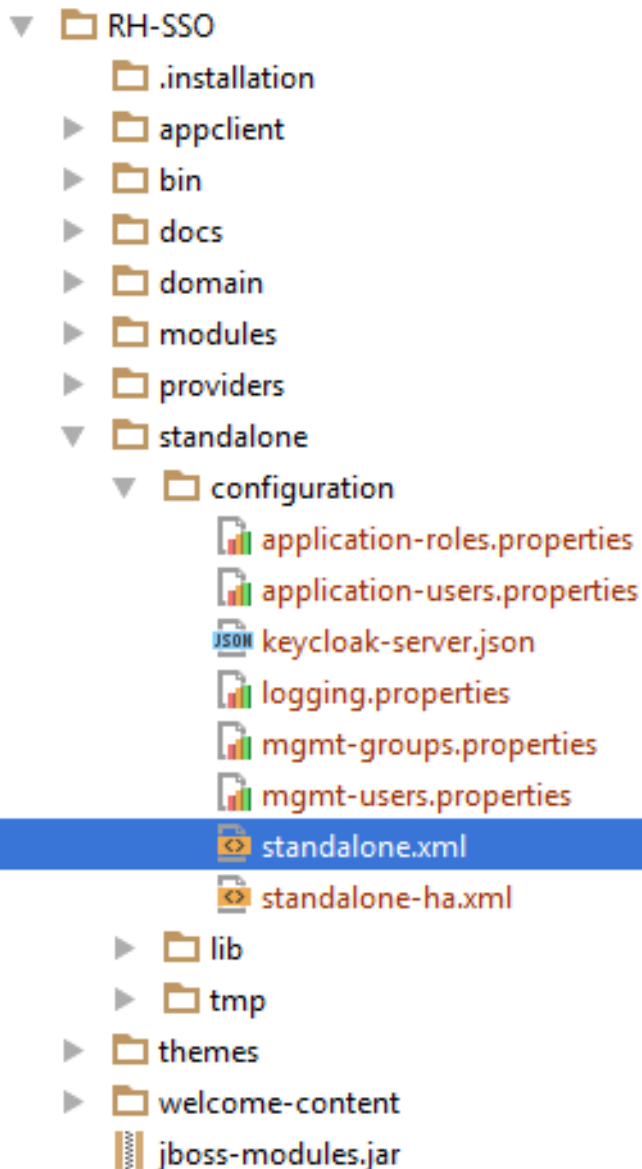 RH-SSO
.installation
appclient
bin
docs
domain
modules
providers
standalone
configuration
application-roles.properties
application-users.properties
JSON keycloak-server.json
logging.properties
mgmt-groups.properties
mgmt-users.properties
standalone.xml
standalone-ha.xml
lib
tmp
themes
welcome-content
jboss-modules.jar